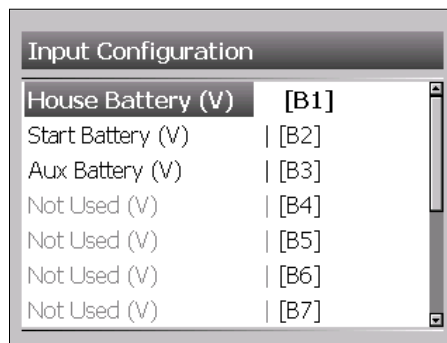 Input Configuration
House Battery (V) [B1]
Start Battery (V) | [B2]
Aux Battery (V) | [B3]
Not Used (V) | [B4]
Not Used (V) | [B5]
Not Used (V) | [B6]
Not Used (V) | [B7]